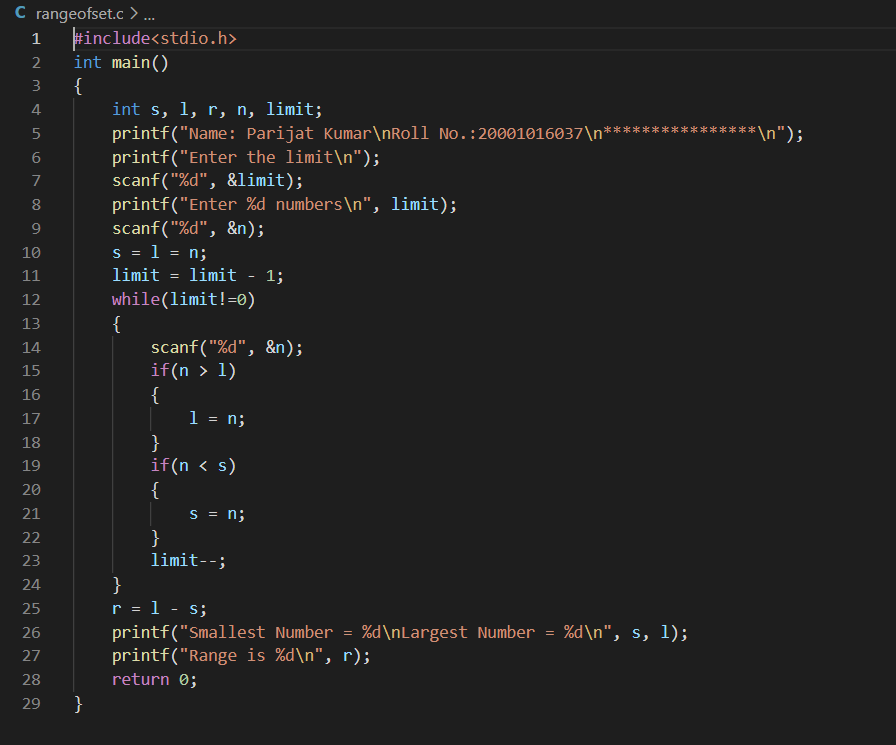 C rangeofset.c > ...
1 #include<stdio.h>
2 int main()
3 {
4     int s, l, r, n, limit;
5     printf("Name: Parijat Kumar\nRoll No.:20001016037\n****************\n");
6     printf("Enter the limit\n");
7     scanf("%d", &limit);
8     printf("Enter %d numbers\n", limit);
9     scanf("%d", &n);
10     s = l = n;
11     limit = limit - 1;
12     while(limit!=0)
13     {
14         scanf("%d", &n);
15         if(n > l)
16         {
17             l = n;
18         }
19         if(n < s)
20         {
21             s = n;
22         }
23         limit--;
24     }
25     r = l - s;
26     printf("Smallest Number = %d\nLargest Number = %d\n", s, l);
27     printf("Range is %d\n", r);
28     return 0;
29 }